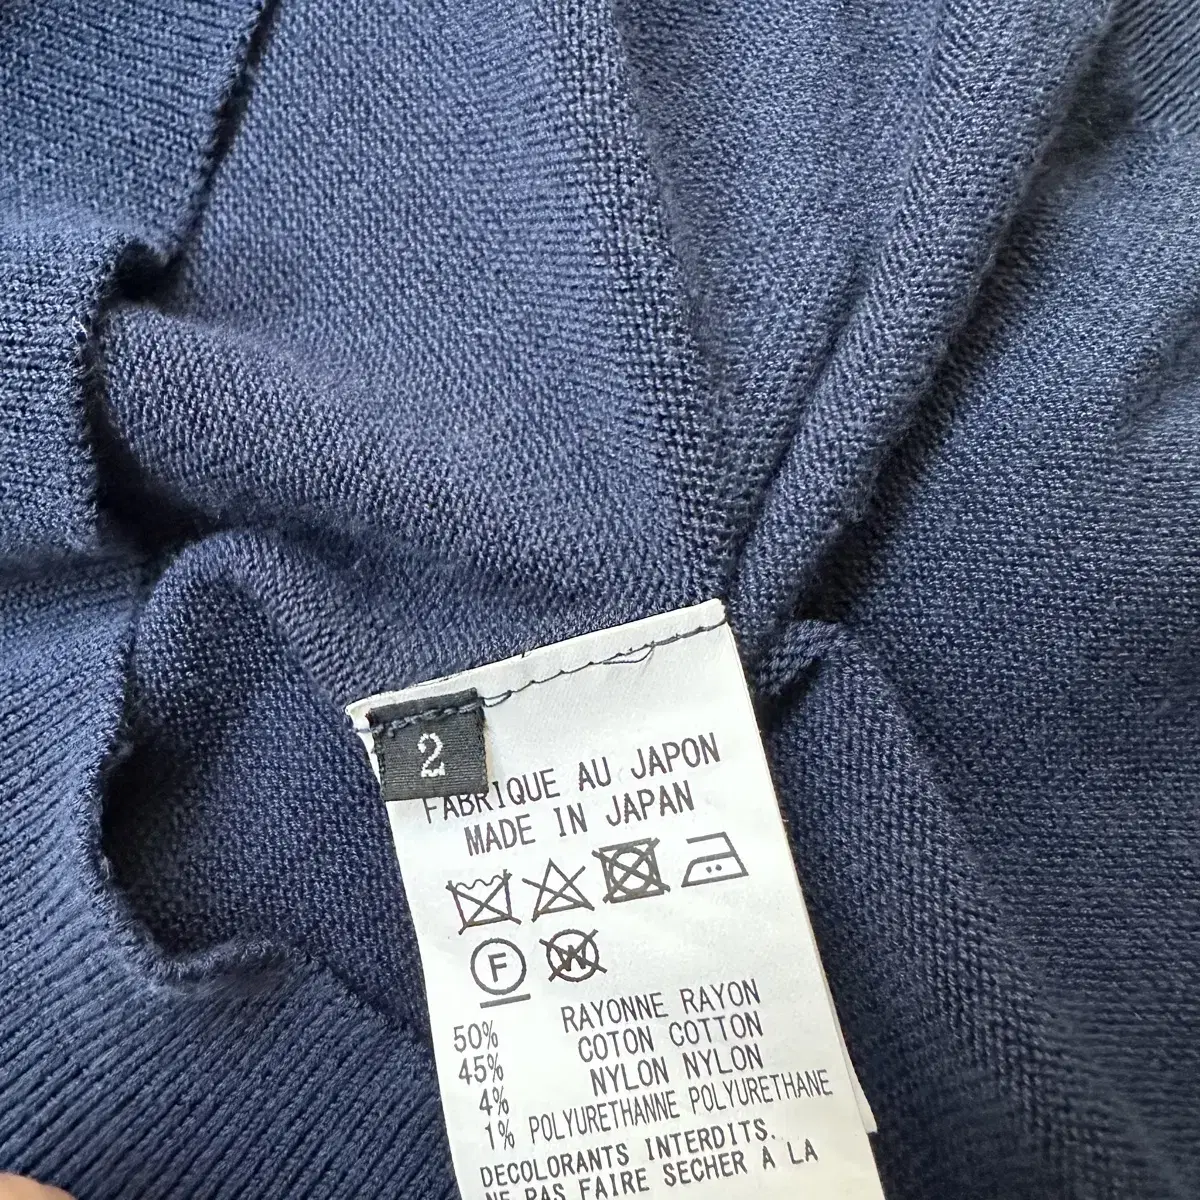 2
FABRIQUE AU JAPON
MADE IN JAPAN
F
W
50% RAYONNE RAYON
45% COTON COTTON
4% NYLON NYLON
1% POLYURETHANNE POLYURETHANE
DECOLORANTS INTERDITS.
NE PAS FAIRE SECHER À LA